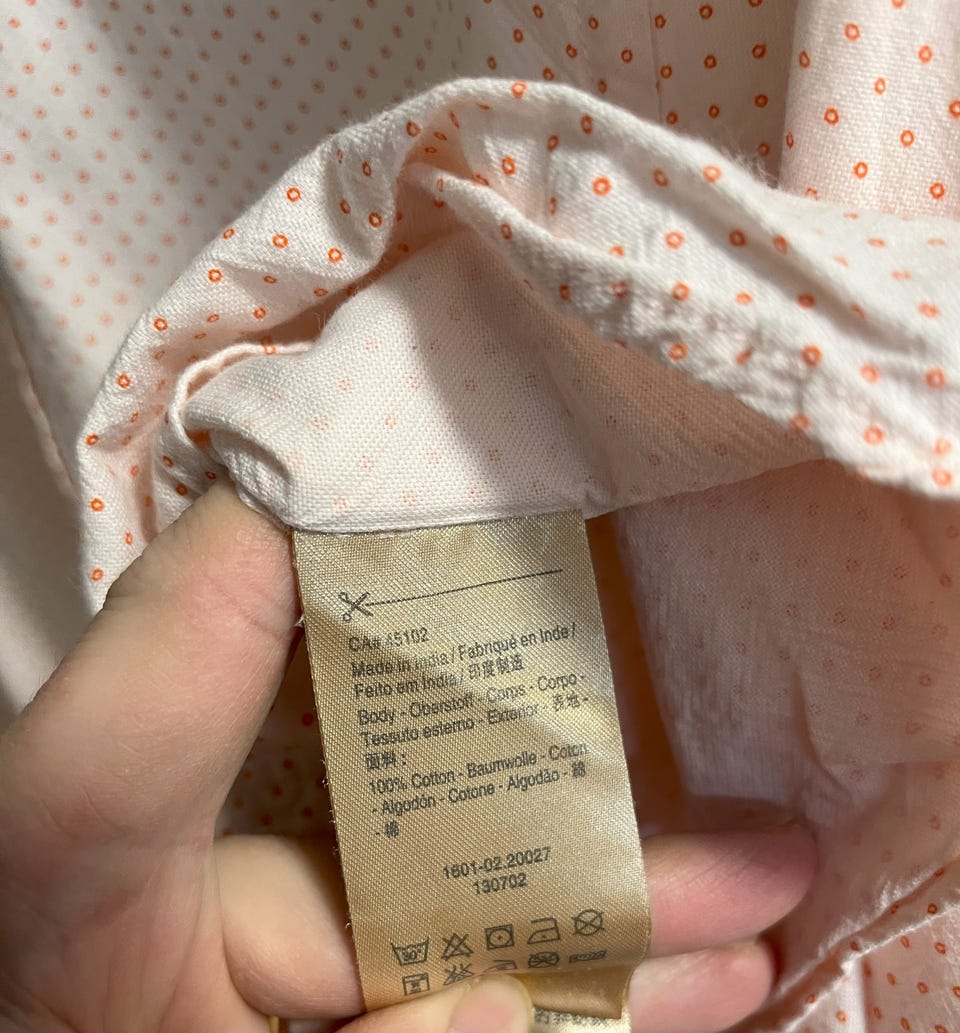 CA# 45102
Made in India / Fabriqué en Inde /
Feito em India / 印度制造
Body - Oberstoff - Corps - Corpo -
Tessuto esterno - Exterior - 表地 -
面料:
100% Cotton - Baumwolle - Coton
- Algodón - Cotone - Algodão - 綿
- 棉
1601-02.20027
130702
30°